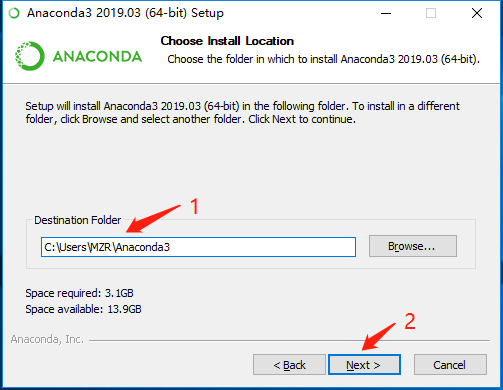 Anaconda3 2019.03 (64-bit) Setup
ANACONDA
Choose Install Location
Choose the folder in which to install Anaconda3 2019.03 (64-bit).
Setup will install Anaconda3 2019.03 (64-bit) in the following folder. To install in a different
folder, click Browse and select another folder. Click Next to continue.
1
Destination Folder
C:\Users\MZR\Anaconda3
Browse...
Space required: 3.1GB
Space available: 13.9GB
2
Anaconda, Inc.
< Back
Next >
Cancel